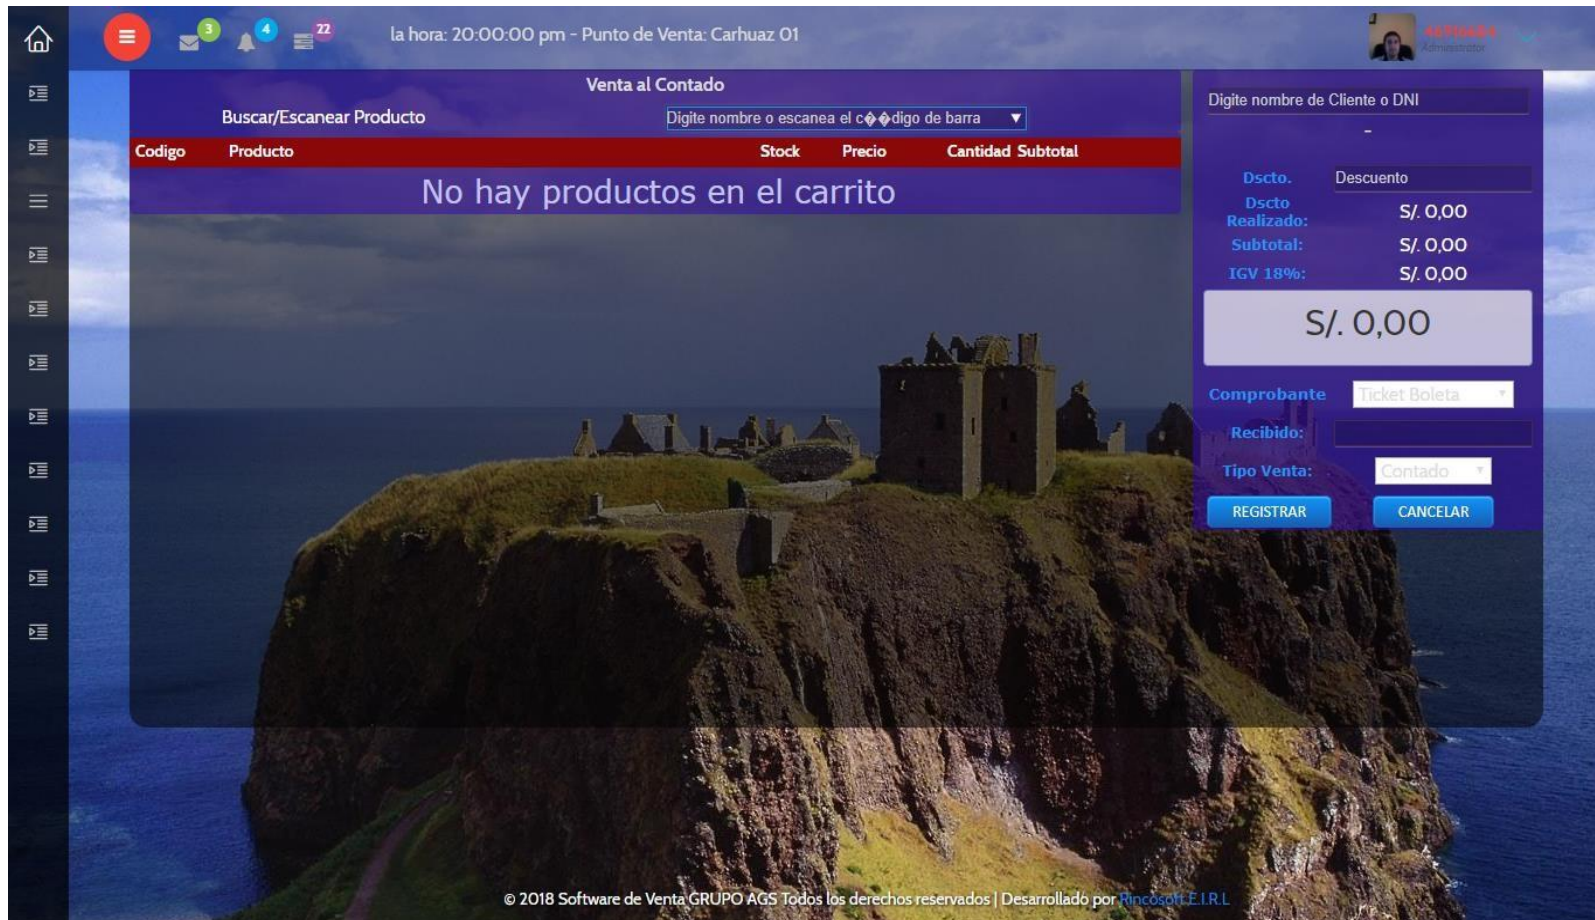 3
4
22
la hora: 20:00:00 pm - Punto de Venta: Carhuaz 01
Administrator
Venta al Contado
Buscar/Escanear Producto
Digite nombre o escanea el c��digo de barra
Codigo Producto Stock Precio Cantidad Subtotal
No hay productos en el carrito
Digite nombre de Cliente o DNI
-
Dscto. Descuento
Dscto
Realizado: S/. 0,00
Subtotal: S/. 0,00
IGV 18%: S/. 0,00
S/. 0,00
Comprobante Ticket Boleta
Recibido:
Tipo Venta: Contado
REGISTRAR CANCELAR
© 2018 Software de Venta GRUPO AGS Todos los derechos reservados | Desarrollado por Rincosoft E.I.R.L